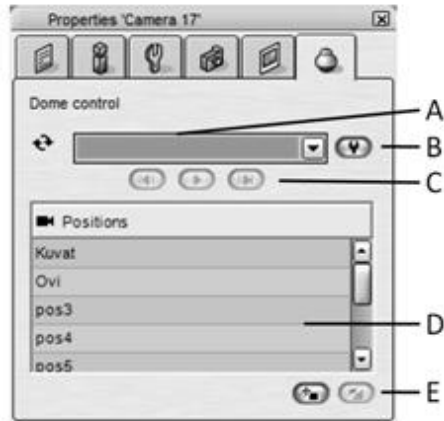 Properties 'Camera 17'
Dome control
A
B
C
Positions
Kuvat
Ovi
pos3
D
pos4
pos5
E